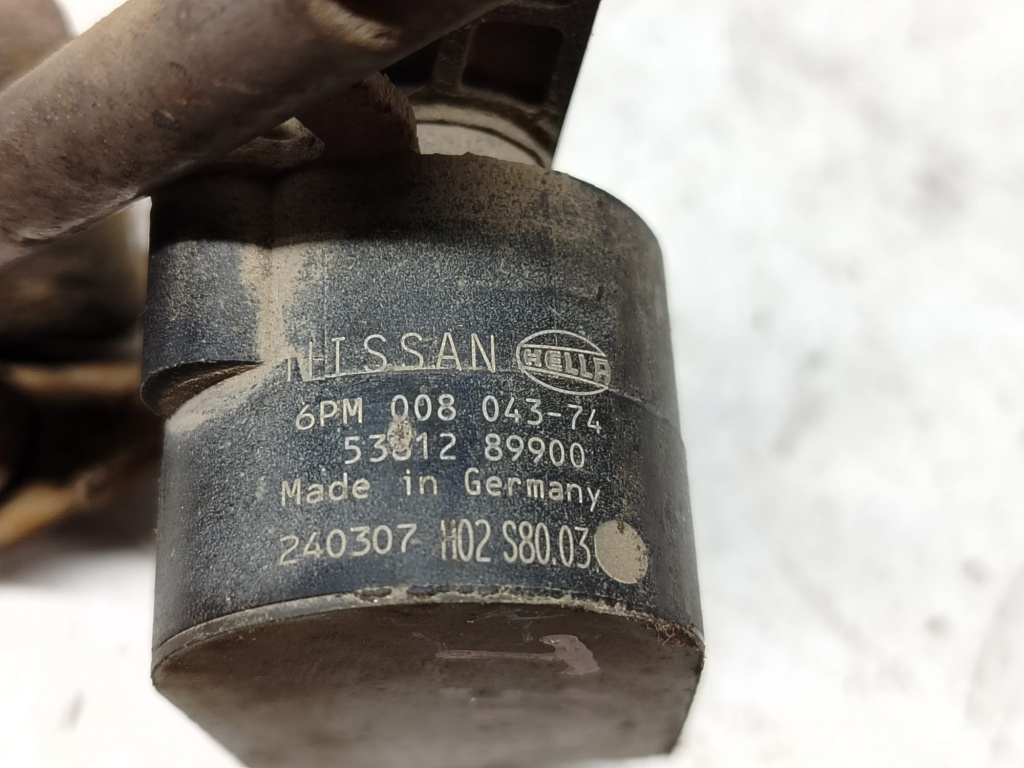 NISSAN HELLA
6PM 008 043-74
53812 89900
Made in Germany
240307 H02 S80.03